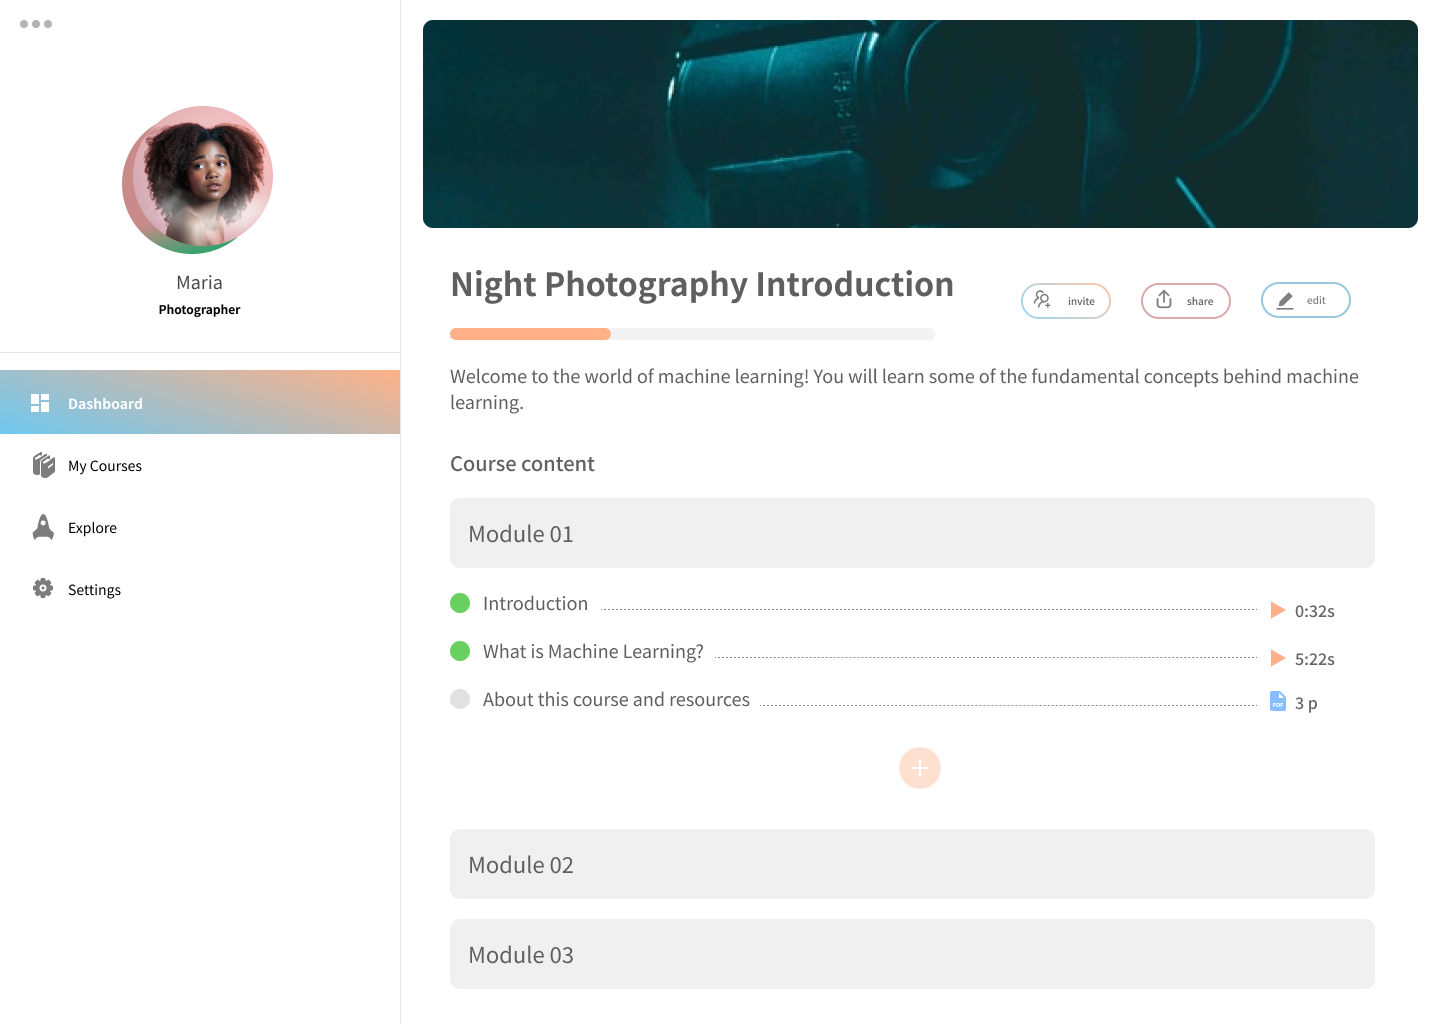 Maria
Photographer
Dashboard
My Courses
Explore
Settings
Night Photography Introduction
invite
share
edit
Welcome to the world of machine learning! You will learn some of the fundamental concepts behind machine
learning.
Course content
Module 01
Introduction 0:32s
What is Machine Learning? 5:22s
About this course and resources PDF 3 p
Module 02
Module 03